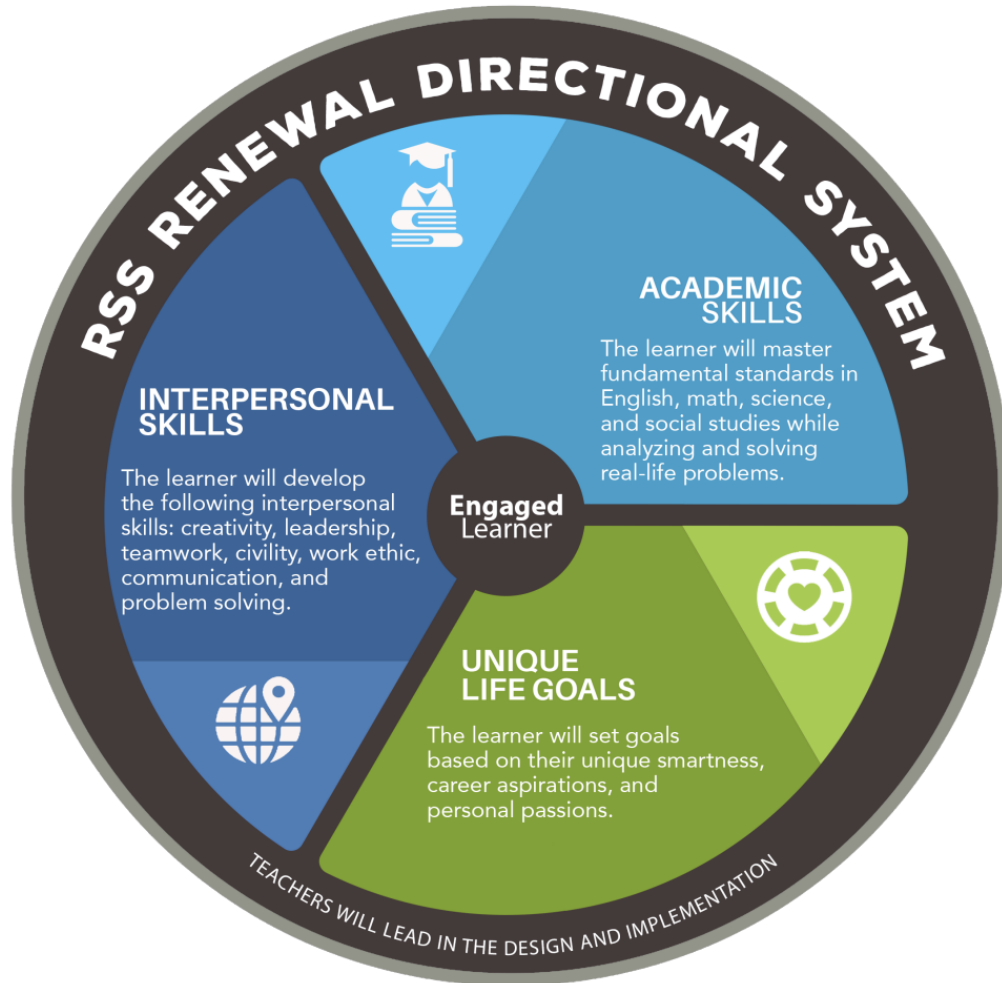 RSS RENEWAL DIRECTIONAL SYSTEM
ACADEMIC
SKILLS
The learner will master
fundamental standards in
English, math, science,
and social studies while
analyzing and solving
real-life problems.
INTERPERSONAL
SKILLS
The learner will develop
the following interpersonal
skills: creativity, leadership,
teamwork, civility, work ethic,
communication, and
problem solving.
Engaged
Learner
UNIQUE
LIFE GOALS
The learner will set goals
based on their unique smartness,
career aspirations, and
personal passions.
TEACHERS WILL LEAD IN THE DESIGN AND IMPLEMENTATION